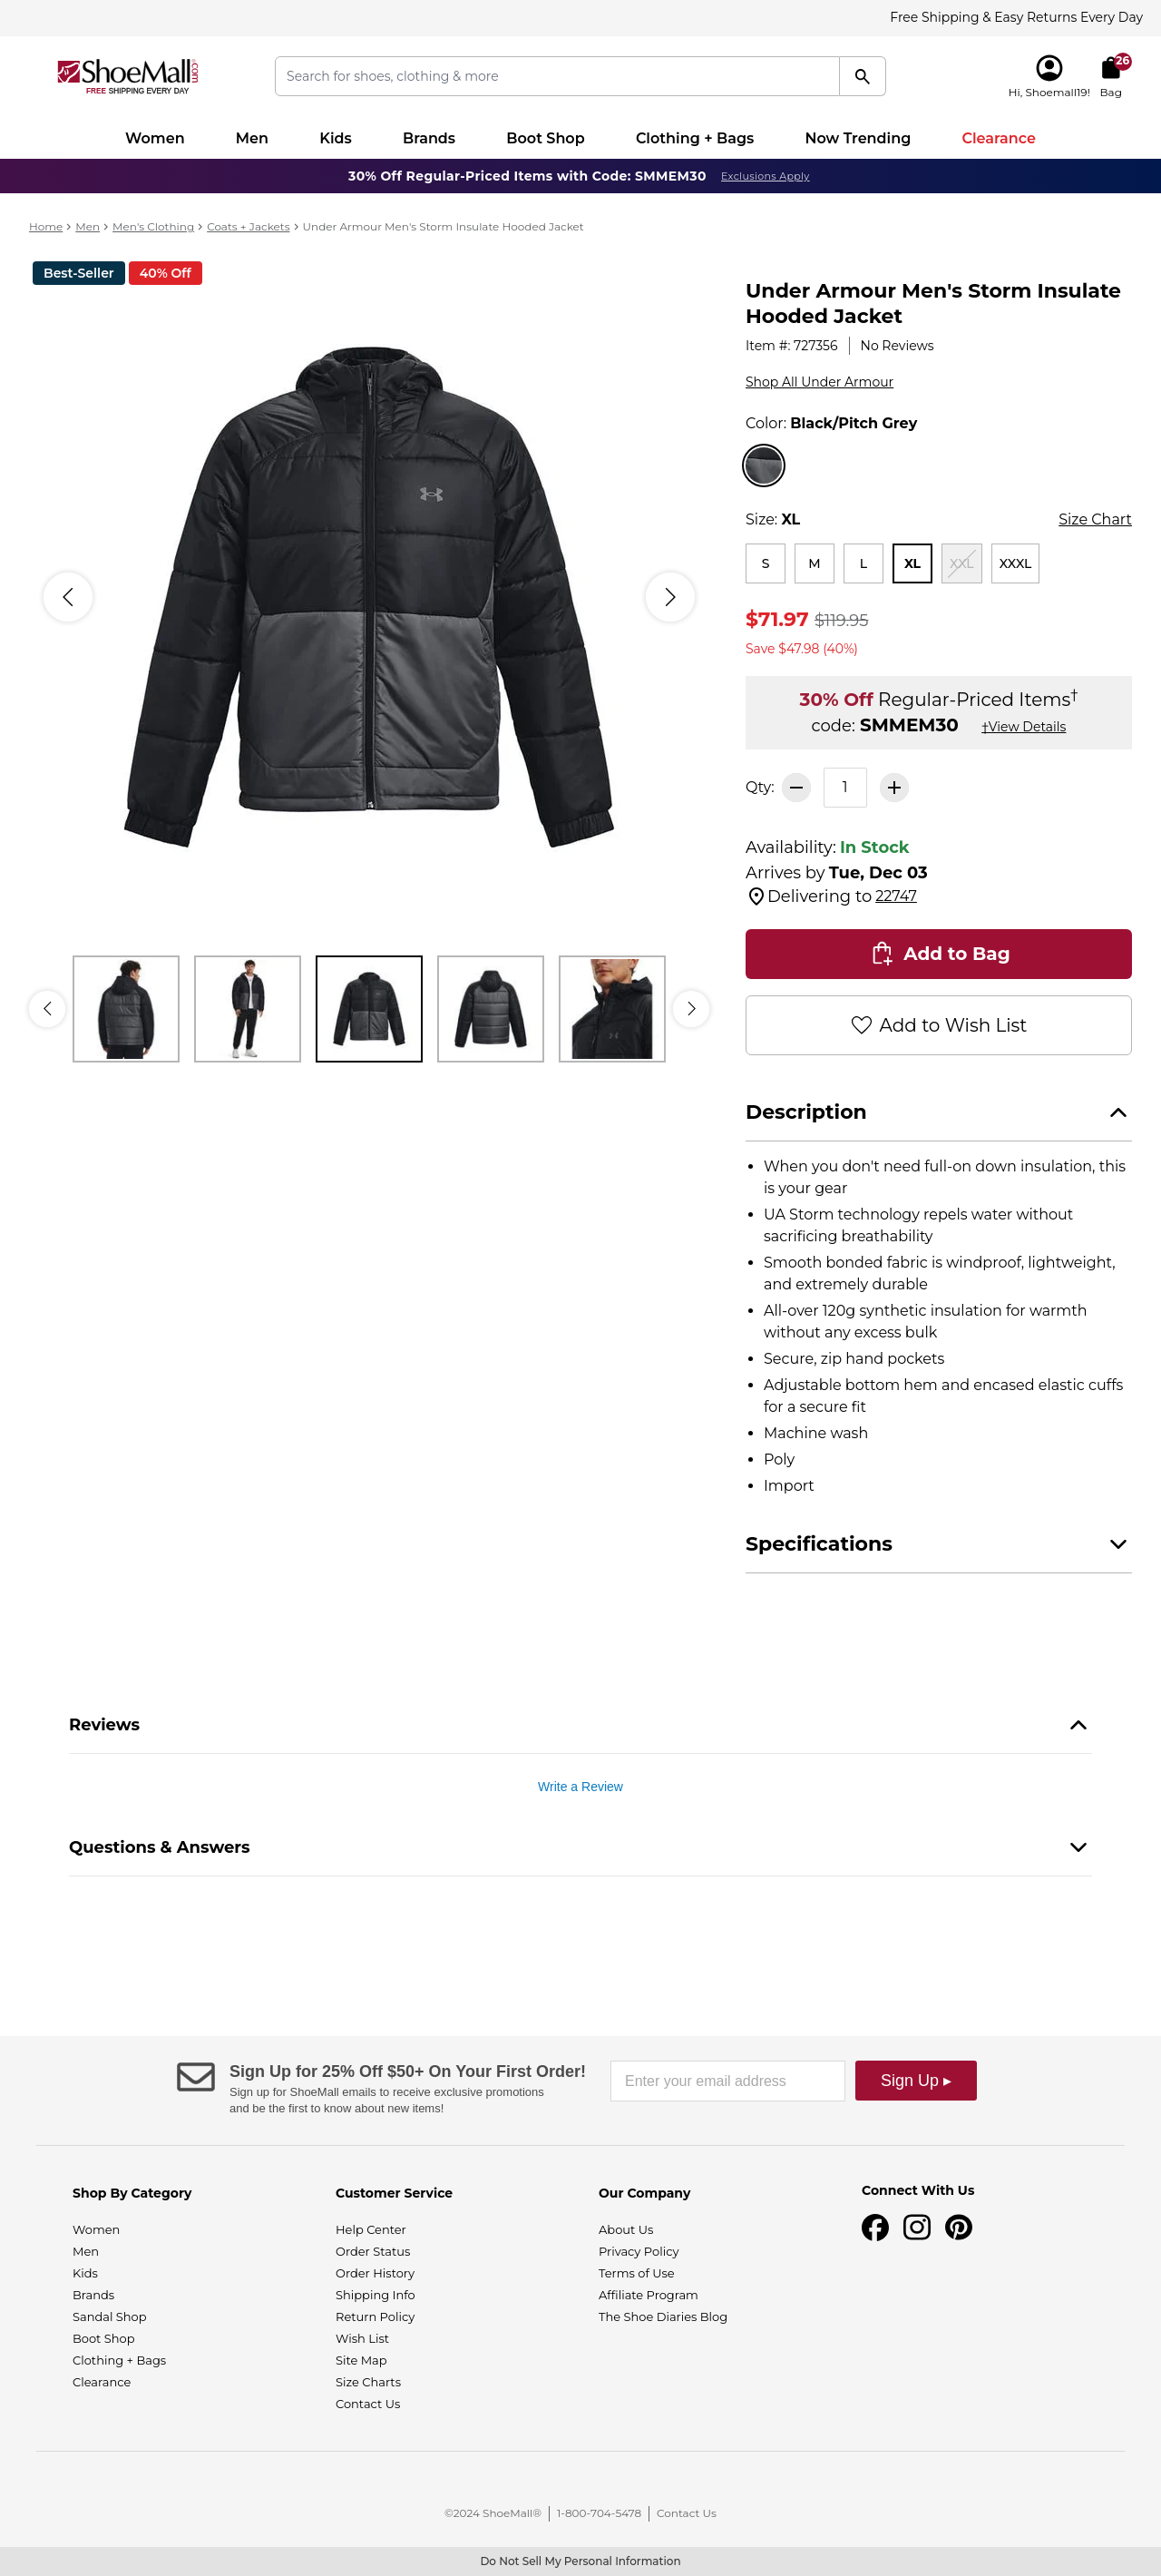 Free Shipping & Easy Returns Every Day
ShoeMall.com
FREE SHIPPING EVERY DAY
Search for shoes, clothing & more
26
Hi, Shoemall19! Bag
Women Men Kids Brands Boot Shop Clothing + Bags Now Trending Clearance
30% Off Regular-Priced Items with Code: SMMEM30 Exclusions Apply
Home > Men > Men's Clothing > Coats + Jackets > Under Armour Men's Storm Insulate Hooded Jacket
Best-Seller 40% Off
Under Armour Men's Storm Insulate
Hooded Jacket
Item #: 727356 | No Reviews
Shop All Under Armour
Color: Black/Pitch Grey
Size: XL Size Chart
S M L XL XXL XXXL
$71.97 $119.95
Save $47.98 (40%)
30% Off Regular-Priced Items†
code: SMMEM30 †View Details
Qty: 1
Availability: In Stock
Arrives by Tue, Dec 03
Delivering to 22747
Add to Bag
Add to Wish List
Description
• When you don't need full-on down insulation, this
is your gear
• UA Storm technology repels water without
sacrificing breathability
• Smooth bonded fabric is windproof, lightweight,
and extremely durable
• All-over 120g synthetic insulation for warmth
without any excess bulk
• Secure, zip hand pockets
• Adjustable bottom hem and encased elastic cuffs
for a secure fit
• Machine wash
• Poly
• Import
Specifications
Reviews
Write a Review
Questions & Answers
Sign Up for 25% Off $50+ On Your First Order!
Sign up for ShoeMall emails to receive exclusive promotions
and be the first to know about new items!
Enter your email address
Sign Up ▸
Shop By Category
Women
Men
Kids
Brands
Sandal Shop
Boot Shop
Clothing + Bags
Clearance
Customer Service
Help Center
Order Status
Order History
Shipping Info
Return Policy
Wish List
Site Map
Size Charts
Contact Us
Our Company
About Us
Privacy Policy
Terms of Use
Affiliate Program
The Shoe Diaries Blog
Connect With Us
©2024 ShoeMall® | 1-800-704-5478 | Contact Us
Do Not Sell My Personal Information